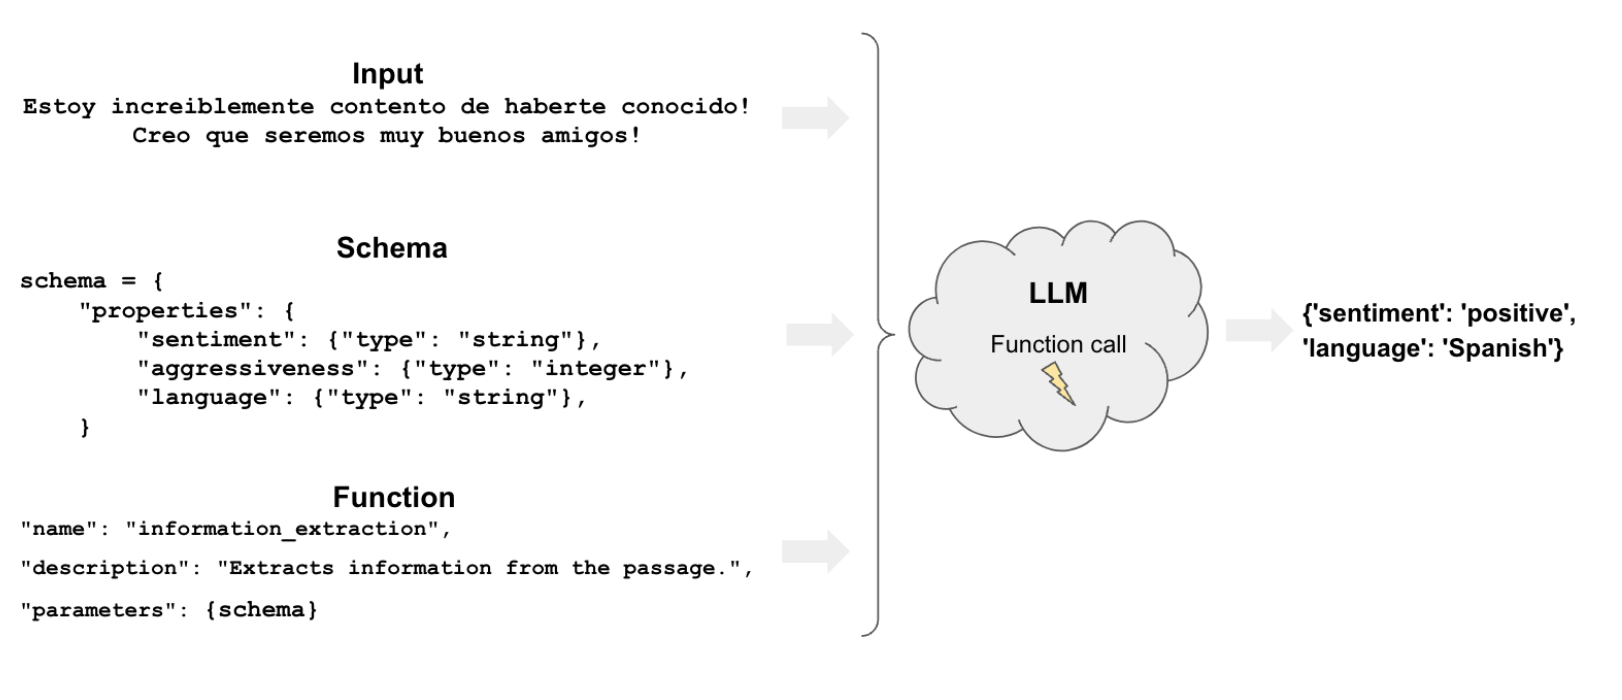 Input
Estoy increiblemente contento de haberte conocido!
Creo que seremos muy buenos amigos!
Schema
schema = {
    "properties": {
        "sentiment": {"type": "string"},
        "aggressiveness": {"type": "integer"},
        "language": {"type": "string"},
    }
Function
"name": "information_extraction",
"description": "Extracts information from the passage.",
"parameters": {schema}
LLM
Function call
{'sentiment': 'positive',
'language': 'Spanish'}